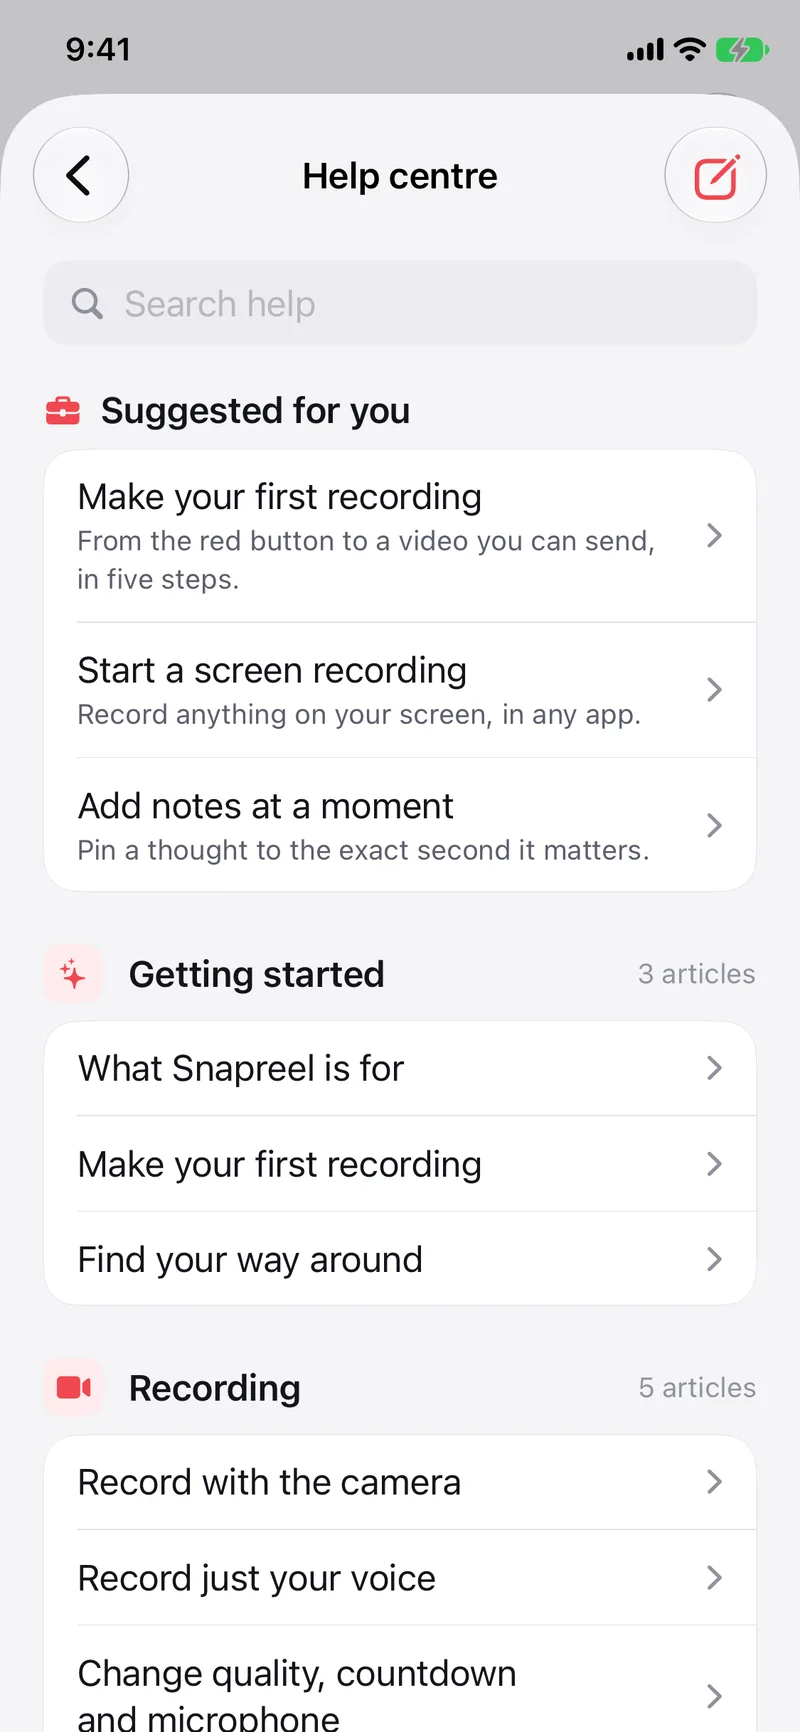 9:41
Help centre
Search help
Suggested for you
Make your first recording
From the red button to a video you can send,
in five steps.
Start a screen recording
Record anything on your screen, in any app.
Add notes at a moment
Pin a thought to the exact second it matters.
Getting started
3 articles
What Snapreel is for
Make your first recording
Find your way around
Recording
5 articles
Record with the camera
Record just your voice
Change quality, countdown
and microphone